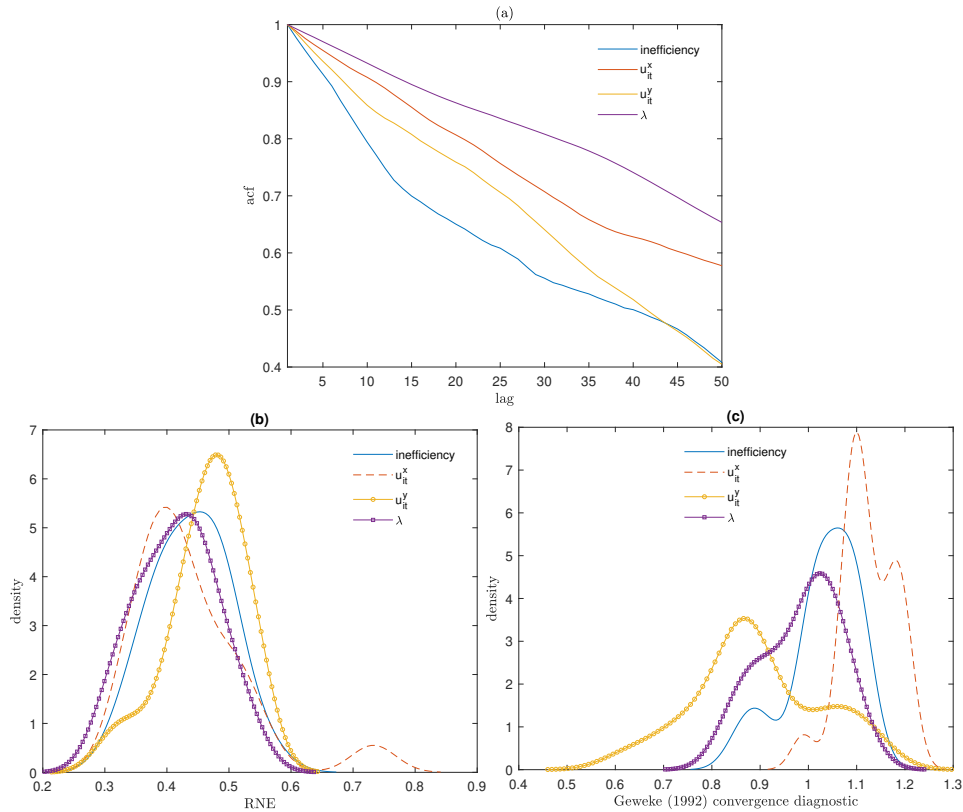 (a)
1
0.9
0.8
0.7
0.6
0.5
0.4
acf
inefficiency
u_it^x
u_it^y
λ
5 10 15 20 25 30 35 40 45 50
lag
(b)
7
6
5
4
3
2
1
0
density
inefficiency
u_it^x
u_it^y
λ
0.2 0.3 0.4 0.5 0.6 0.7 0.8 0.9
RNE
(c)
8
7
6
5
4
3
2
1
0
density
inefficiency
u_it^x
u_it^y
λ
0.4 0.5 0.6 0.7 0.8 0.9 1 1.1 1.2 1.3
Geweke (1992) convergence diagnostic